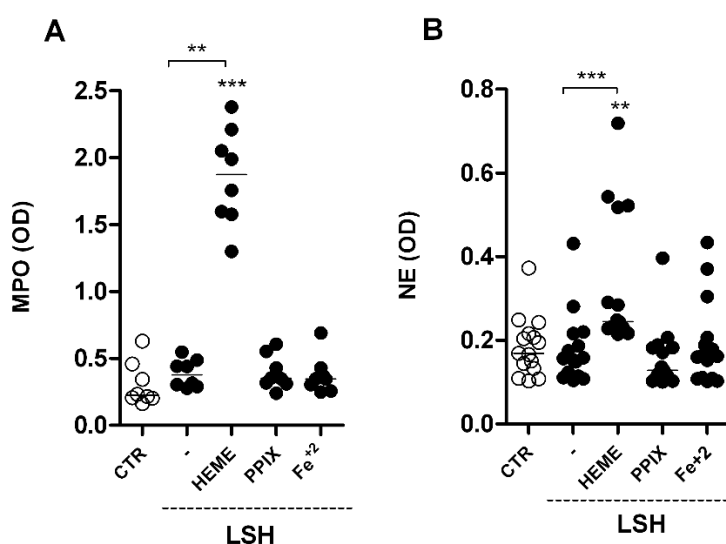 A
**
***
2.5
2.0
1.5
1.0
0.5
0.0
MPO (OD)
CTR
-
HEME
PPIX
Fe+2
LSH
B
***
**
0.8
0.6
0.4
0.2
0.0
NE (OD)
CTR
-
HEME
PPIX
Fe+2
LSH